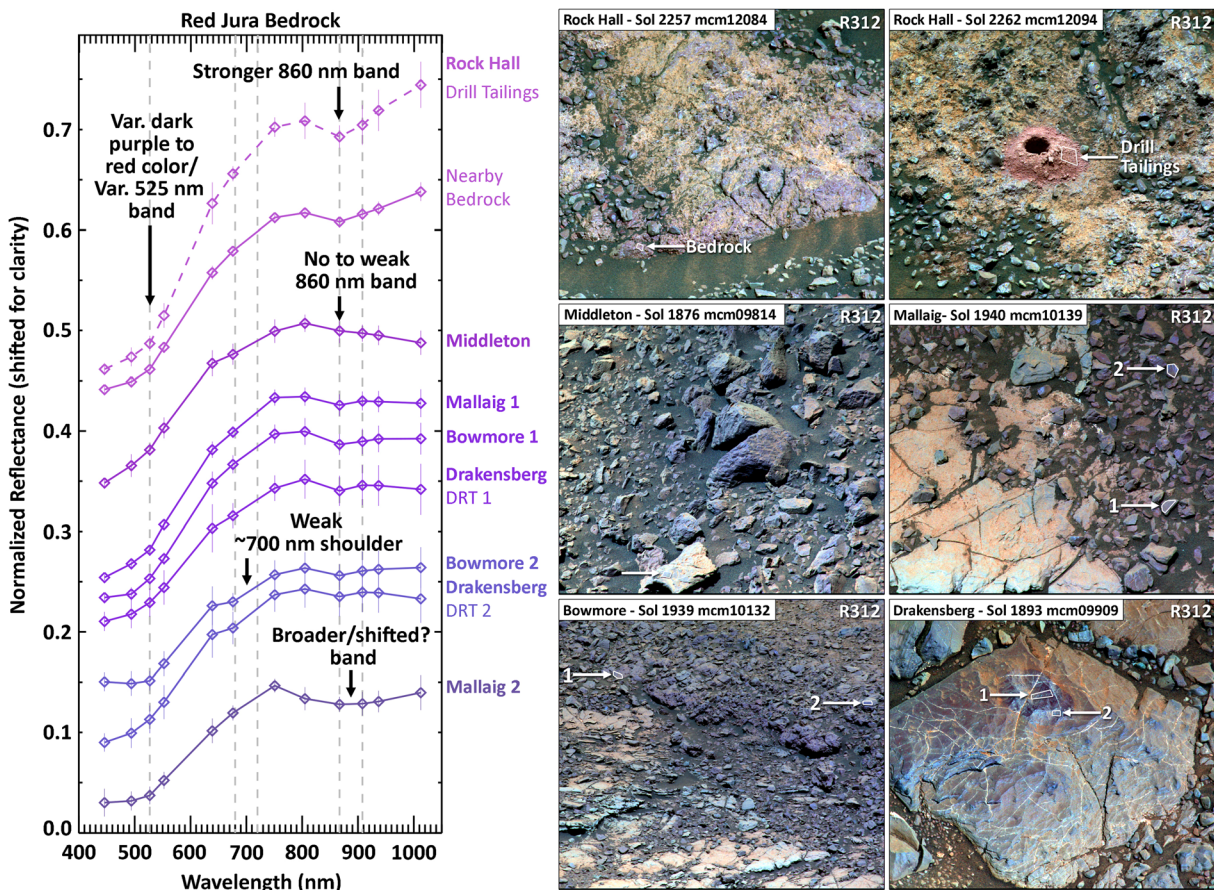 Red Jura Bedrock
Normalized Reflectance (shifted for clarity)
0.7
0.6
0.5
0.4
0.3
0.2
0.1
0.0
400 500 600 700 800 900 1000
Wavelength (nm)
Var. dark
purple to
red color/
Var. 525 nm
band
Stronger 860 nm band
No to weak
860 nm band
Weak
~700 nm shoulder
Broader/shifted?
band
Rock Hall
Drill Tailings
Nearby
Bedrock
Middleton
Mallaig 1
Bowmore 1
Drakensberg
DRT 1
Bowmore 2
Drakensberg
DRT 2
Mallaig 2
Rock Hall - Sol 2257 mcm12084
R312
Bedrock
Rock Hall - Sol 2262 mcm12094
R312
Drill
Tailings
Middleton - Sol 1876 mcm09814
R312
Mallaig- Sol 1940 mcm10139
R312
2
1
Bowmore - Sol 1939 mcm10132
R312
1
2
Drakensberg - Sol 1893 mcm09909
R312
1
2